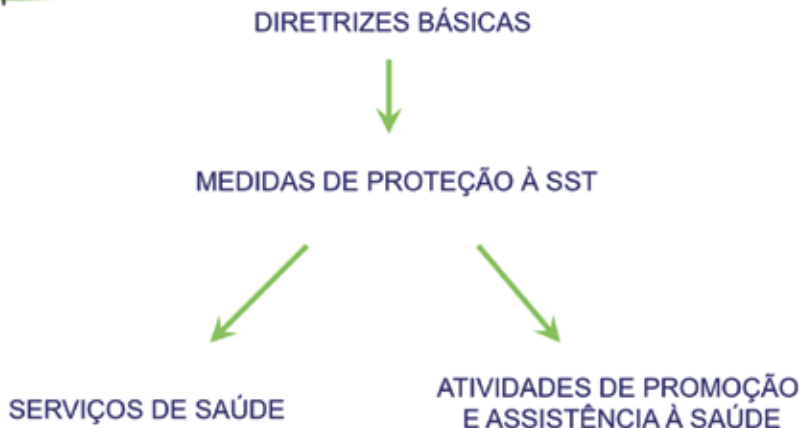 DIRETRIZES BÁSICAS
MEDIDAS DE PROTEÇÃO À SST
SERVIÇOS DE SAÚDE
ATIVIDADES DE PROMOÇÃO
E ASSISTÊNCIA À SAÚDE